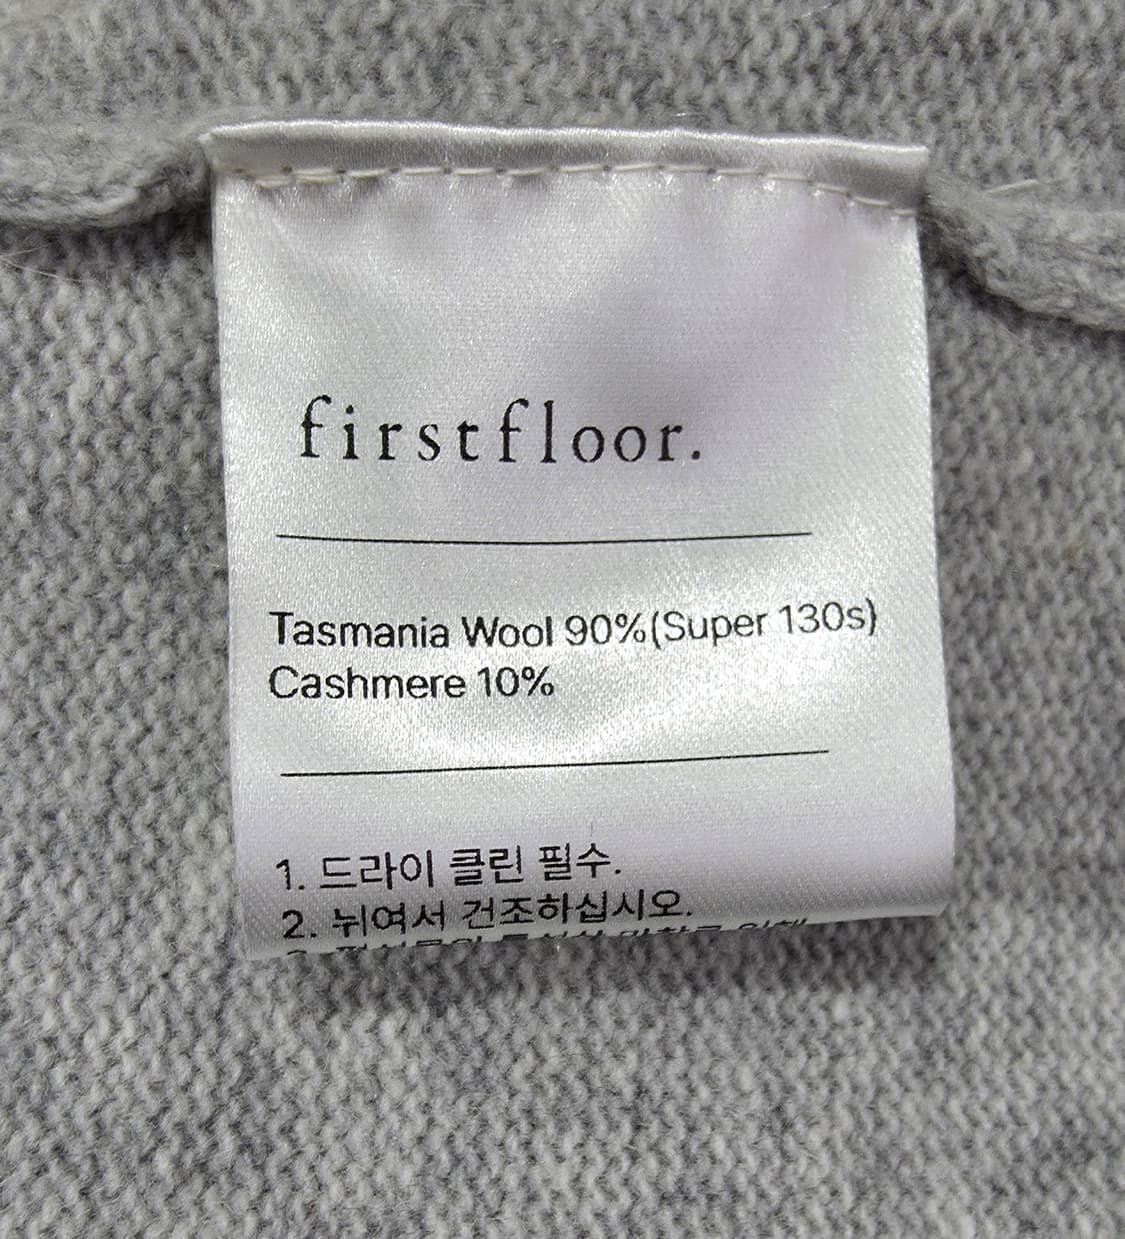 firstfloor.
Tasmania Wool 90%(Super 130s)
Cashmere 10%
1. 드라이 클린 필수.
2. 뉘여서 건조하십시오.